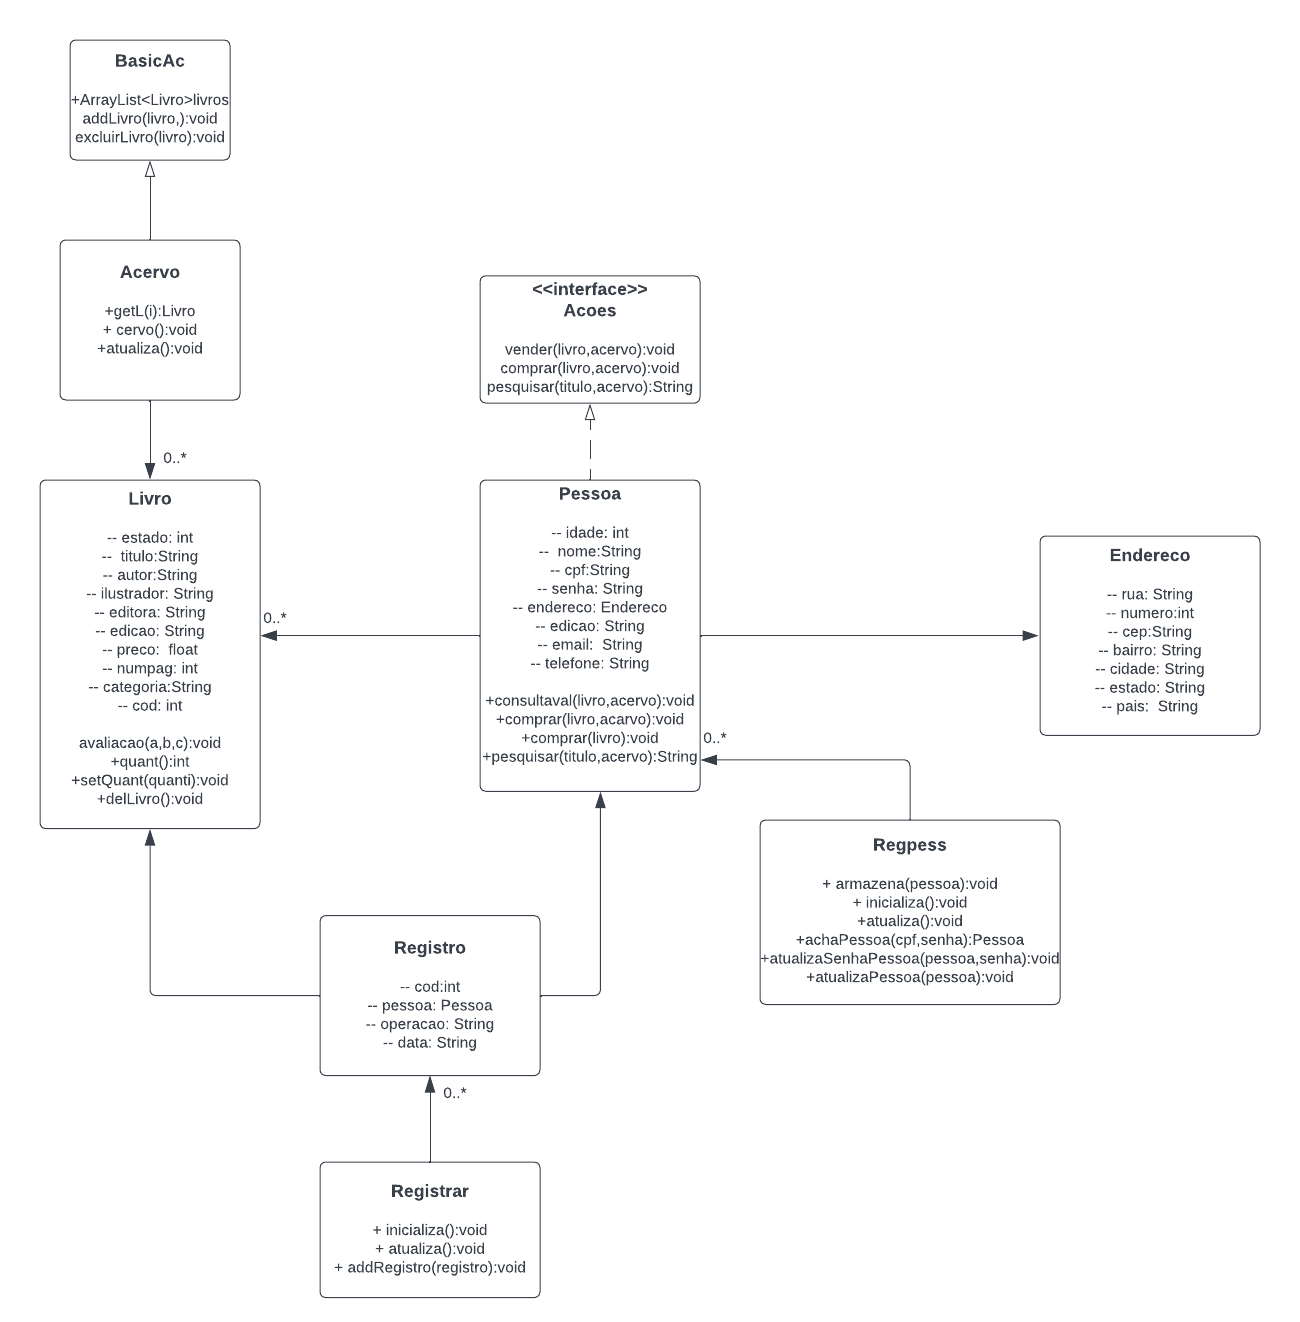 BasicAc
+ArrayList<Livro>livros
addLivro(livro,):void
excluirLivro(livro):void
Acervo
+getL(i):Livro
+ cervo():void
+atualiza():void
<<interface>>
Acoes
vender(livro,acervo):void
comprar(livro,acervo):void
pesquisar(titulo,acervo):String
0..*
Livro
-- estado: int
--  titulo:String
-- autor:String
-- ilustrador: String
-- editora: String
-- edicao: String
-- preco:  float
-- numpag: int
-- categoria:String
-- cod: int
avaliacao(a,b,c):void
+quant():int
+setQuant(quanti):void
+delLivro():void
0..*
Pessoa
-- idade: int
--  nome:String
-- cpf:String
-- senha: String
-- endereco: Endereco
-- edicao: String
-- email:  String
-- telefone: String
+consultaval(livro,acervo):void
+comprar(livro,acarvo):void
+comprar(livro):void
+pesquisar(titulo,acervo):String
0..*
Endereco
-- rua: String
-- numero:int
-- cep:String
-- bairro: String
-- cidade: String
-- estado: String
-- pais:  String
Regpess
+ armazena(pessoa):void
+ inicializa():void
+atualiza():void
+achaPessoa(cpf,senha):Pessoa
+atualizaSenhaPessoa(pessoa,senha):void
+atualizaPessoa(pessoa):void
Registro
-- cod:int
-- pessoa: Pessoa
-- operacao: String
-- data: String
0..*
Registrar
+ inicializa():void
+ atualiza():void
+ addRegistro(registro):void